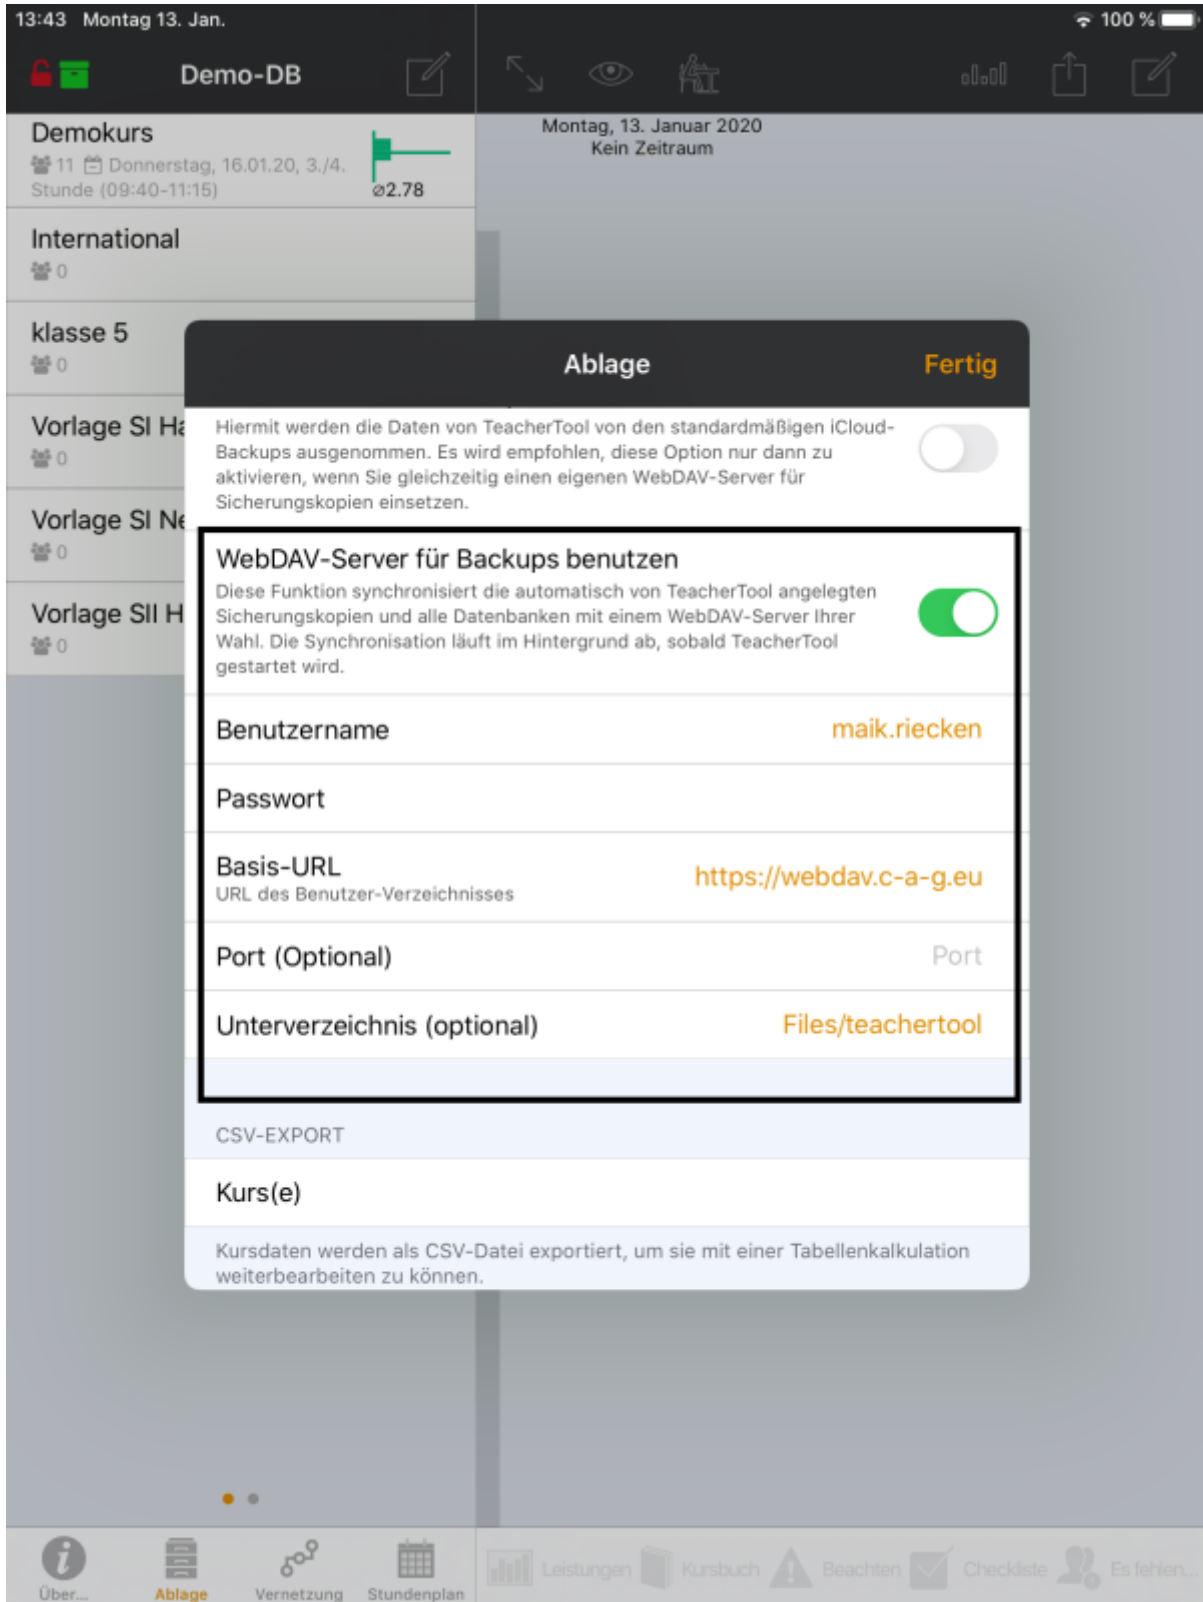 13:43 Montag 13. Jan.
100 %
Demo-DB
Demokurs
11 Donnerstag, 16.01.20, 3./4.
Stunde (09:40-11:15)
⌀2.78
International
0
klasse 5
0
Vorlage SI Ha
0
Vorlage SI Ne
0
Vorlage SII H
0
Montag, 13. Januar 2020
Kein Zeitraum
Ablage
Fertig
Hiermit werden die Daten von TeacherTool von den standardmäßigen iCloud-
Backups ausgenommen. Es wird empfohlen, diese Option nur dann zu
aktivieren, wenn Sie gleichzeitig einen eigenen WebDAV-Server für
Sicherungskopien einsetzen.
WebDAV-Server für Backups benutzen
Diese Funktion synchronisiert die automatisch von TeacherTool angelegten
Sicherungskopien und alle Datenbanken mit einem WebDAV-Server Ihrer
Wahl. Die Synchronisation läuft im Hintergrund ab, sobald TeacherTool
gestartet wird.
Benutzername
maik.riecken
Passwort
Basis-URL
URL des Benutzer-Verzeichnisses
https://webdav.c-a-g.eu
Port (Optional)
Port
Unterverzeichnis (optional)
Files/teachertool
CSV-EXPORT
Kurs(e)
Kursdaten werden als CSV-Datei exportiert, um sie mit einer Tabellenkalkulation
weiterbearbeiten zu können.
Über...
Ablage
Vernetzung
Stundenplan
Leistungen
Kursbuch
Beachten
Checkliste
Es fehlen...